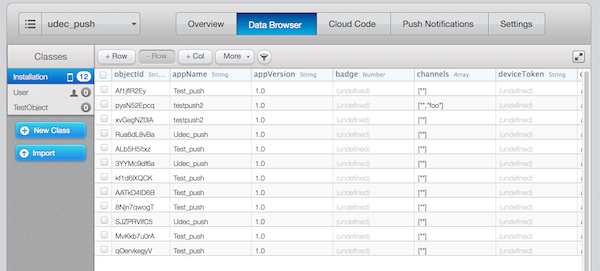 udec_push Overview Data Browser Cloud Code Push Notifications Settings
Classes + Row - Row + Col More
Installation 12
User 0
TestObject 0
New Class
Import
objectId Stri... appName String appVersion String badge Number channels Array deviceToken String
Af1jflR2Ey Test_push 1.0 (undefined) [""] (undefined)
pysN52Epcq testpush2 1.0 (undefined) ["","foo"] (undefined)
xvGegNZ0IA testpush2 1.0 (undefined) [""] (undefined)
Rua6dL8vBa Udec_push 1.0 (undefined) [""] (undefined)
ALb5H5Itxz Test_push 1.0 (undefined) [""] (undefined)
3YYMc9df6a Udec_push 1.0 (undefined) [""] (undefined)
kf1d6lXQCK Test_push 1.0 (undefined) [""] (undefined)
AATkD4ID6B Test_push 1.0 (undefined) [""] (undefined)
8Njn7qwogT Test_push 1.0 (undefined) [""] (undefined)
SJZPRVifC5 Udec_push 1.0 (undefined) [""] (undefined)
MvKkb7u0rA Test_push 1.0 (undefined) [""] (undefined)
qOervkegyV Test_push 1.0 (undefined) [""] (undefined)